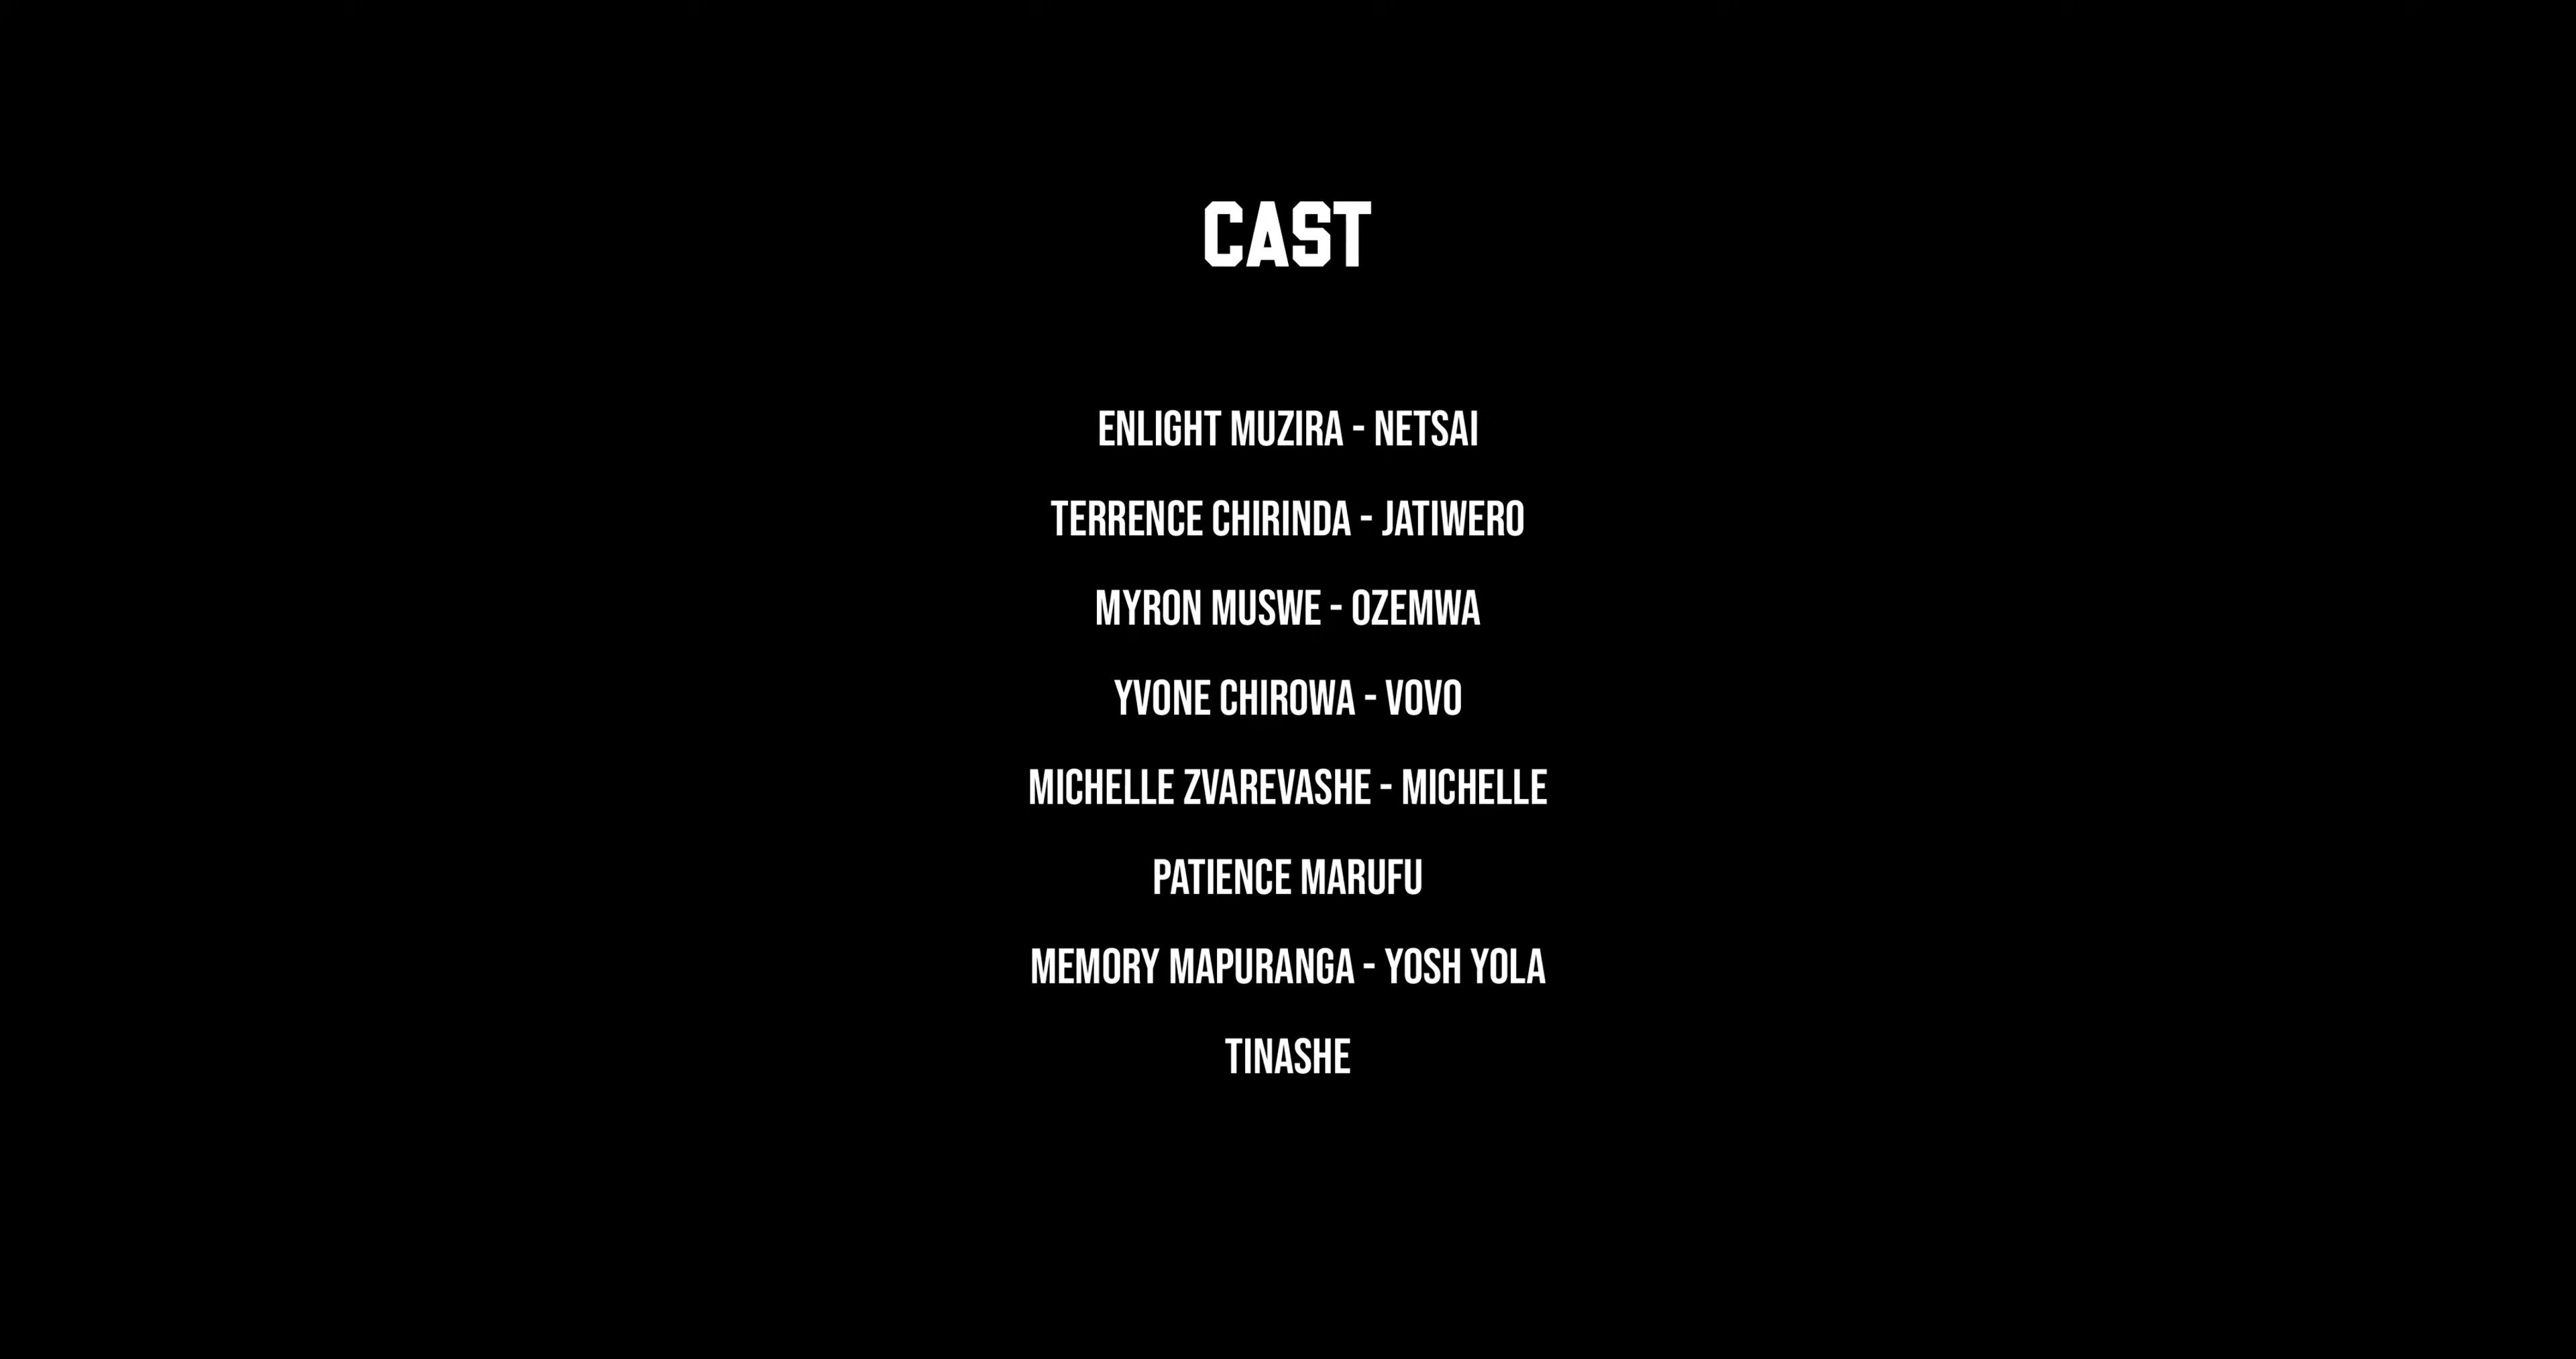 CAST
ENLIGHT MUZIRA - NETSAI
TERRENCE CHIRINDA - JATIWERO
MYRON MUSWE - OZEMWA
YVONE CHIROWA - VOVO
MICHELLE ZVAREVASHE - MICHELLE
PATIENCE MARUFU
MEMORY MAPURANGA - YOSH YOLA
TINASHE